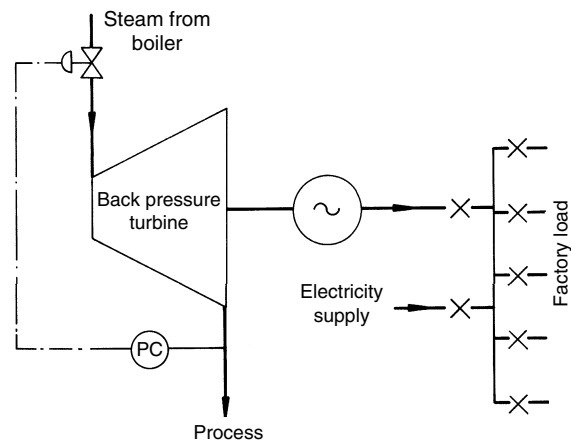 Steam from
boiler
Back pressure
turbine
Electricity
supply
Factory load
PC
Process